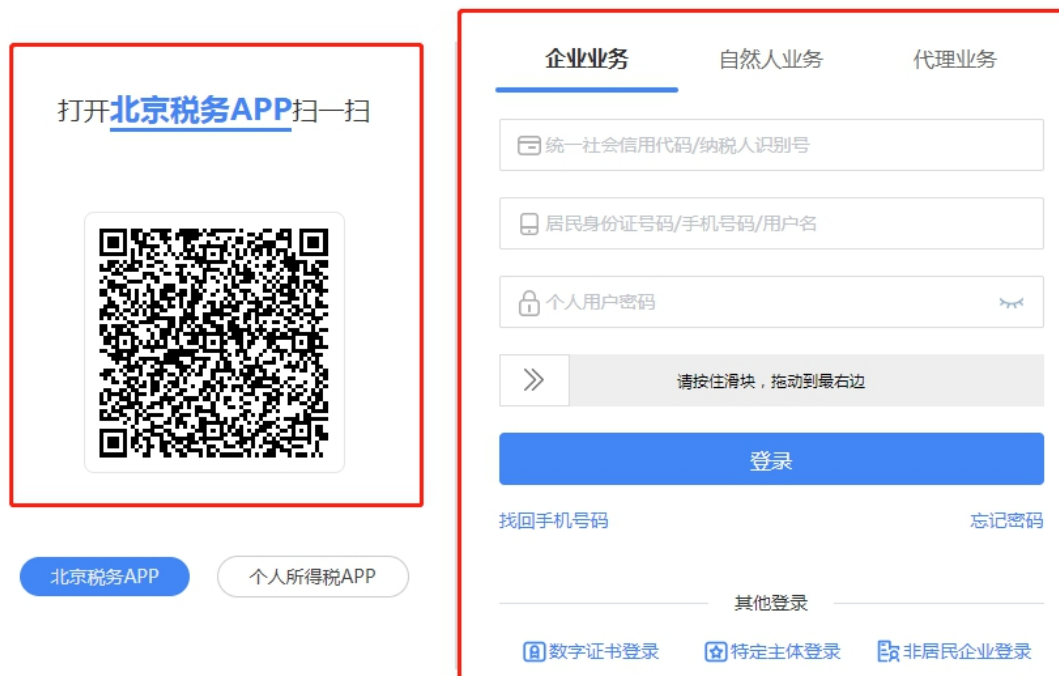 打开北京税务APP扫一扫
北京税务APP
个人所得税APP
企业业务
自然人业务
代理业务
统一社会信用代码/纳税人识别号
居民身份证号码/手机号码/用户名
个人用户密码
请按住滑块，拖动到最右边
登录
找回手机号码
忘记密码
其他登录
数字证书登录
特定主体登录
非居民企业登录